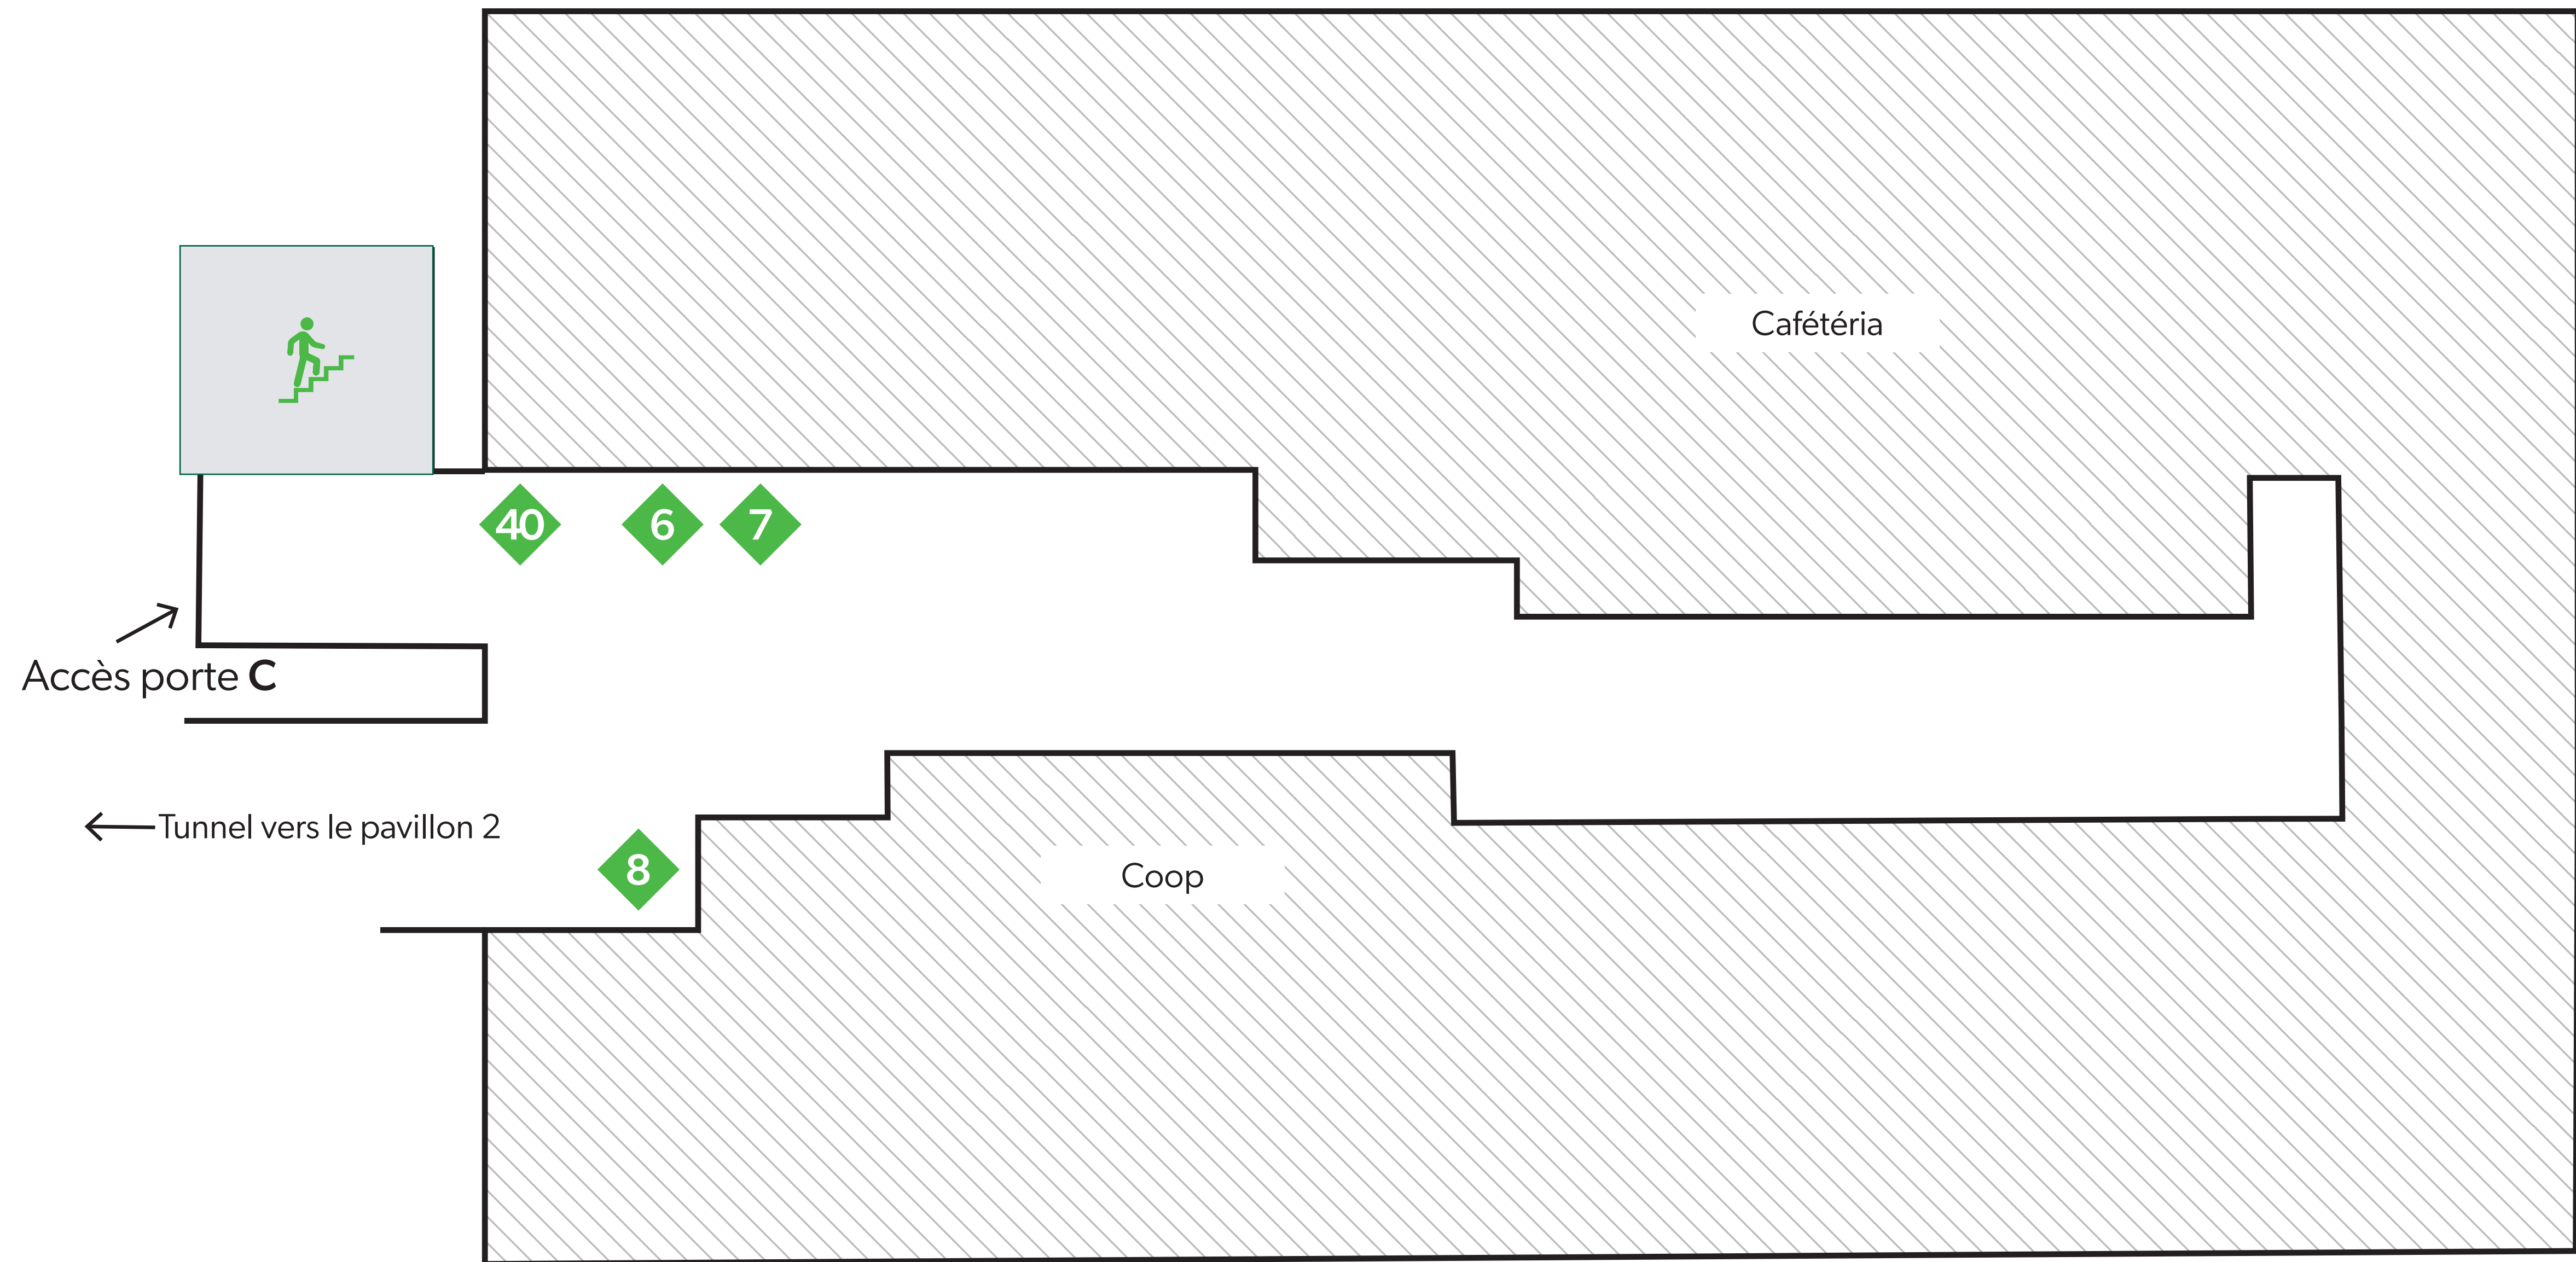 Cafétéria
40
6
7
Accès porte C
Tunnel vers le pavillon 2
8
Coop